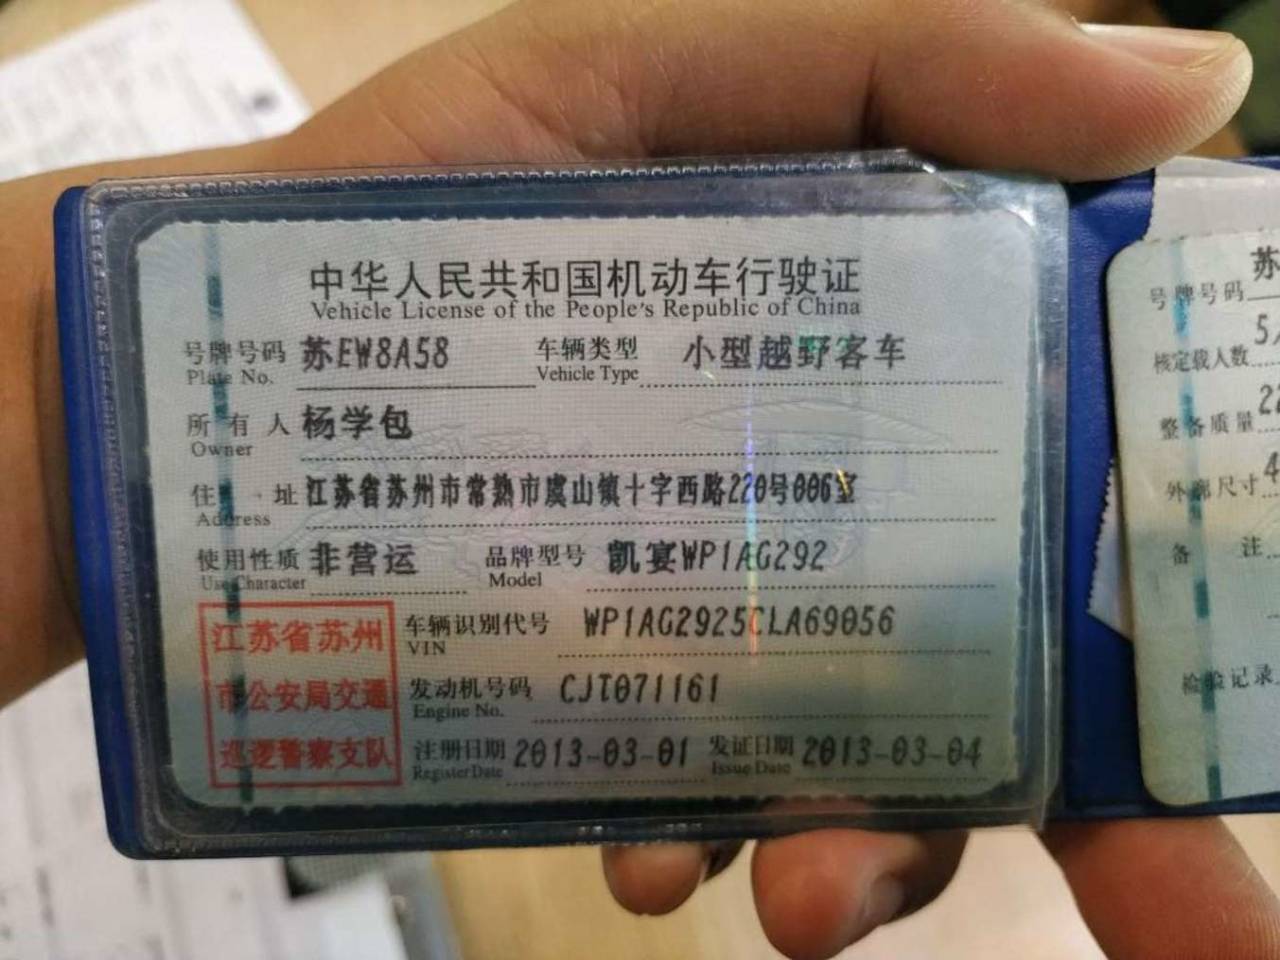 中华人民共和国机动车行驶证
Vehicle License of the People's Republic of China
号牌号码 苏EW8A58 车辆类型 小型越野客车
Plate No. Vehicle Type
所有人 杨学包
Owner
住址 江苏省苏州市常熟市虞山镇十字西路220号006室
Address
使用性质 非营运 品牌型号 凯宴WP1AG292
Use Character Model
江苏省苏州
市公安局交通
巡逻警察支队
车辆识别代号 WP1AG2925CLA69056
VIN
发动机号码 CJT071161
Engine No.
注册日期 2013-03-01 发证日期 2013-03-04
Register Date Issue Date
号牌号码 苏
核定载人数 5
整备质量 22
外廓尺寸 4
备注
检验记录